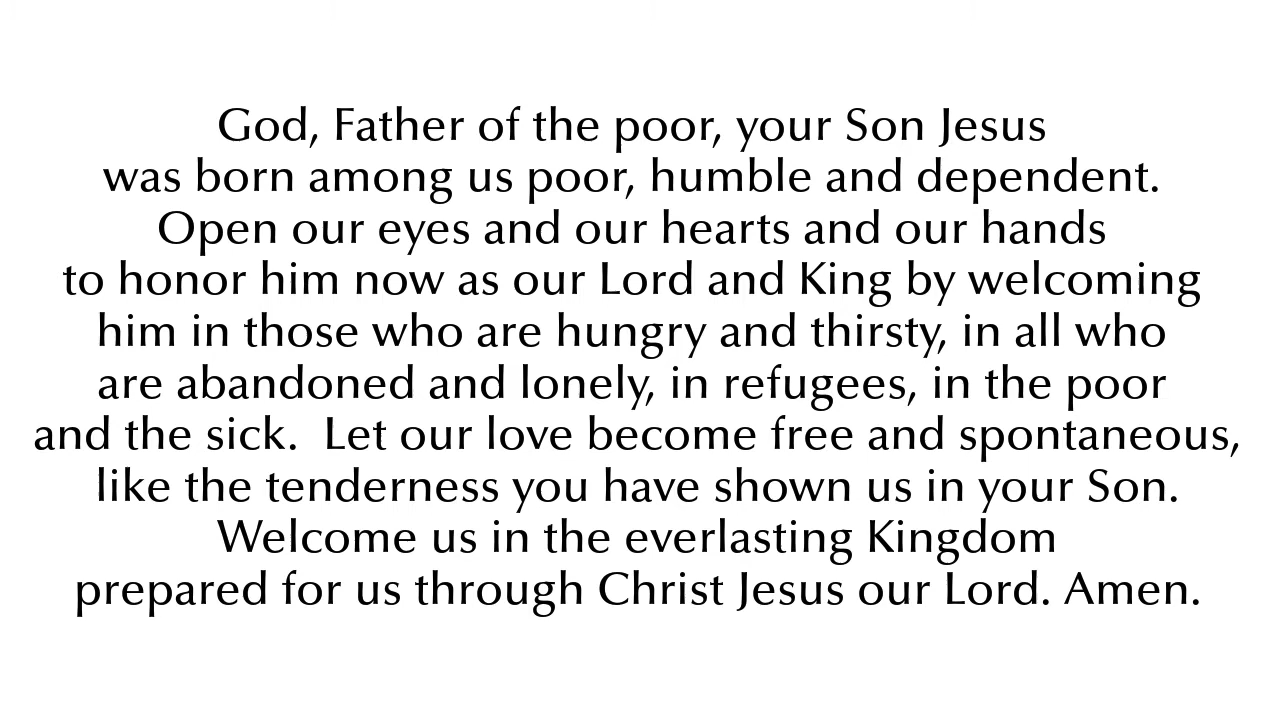 God, Father of the poor, your Son Jesus
was born among us poor, humble and dependent.
Open our eyes and our hearts and our hands
to honor him now as our Lord and King by welcoming
him in those who are hungry and thirsty, in all who
are abandoned and lonely, in refugees, in the poor
and the sick.  Let our love become free and spontaneous,
like the tenderness you have shown us in your Son.
Welcome us in the everlasting Kingdom
prepared for us through Christ Jesus our Lord. Amen.